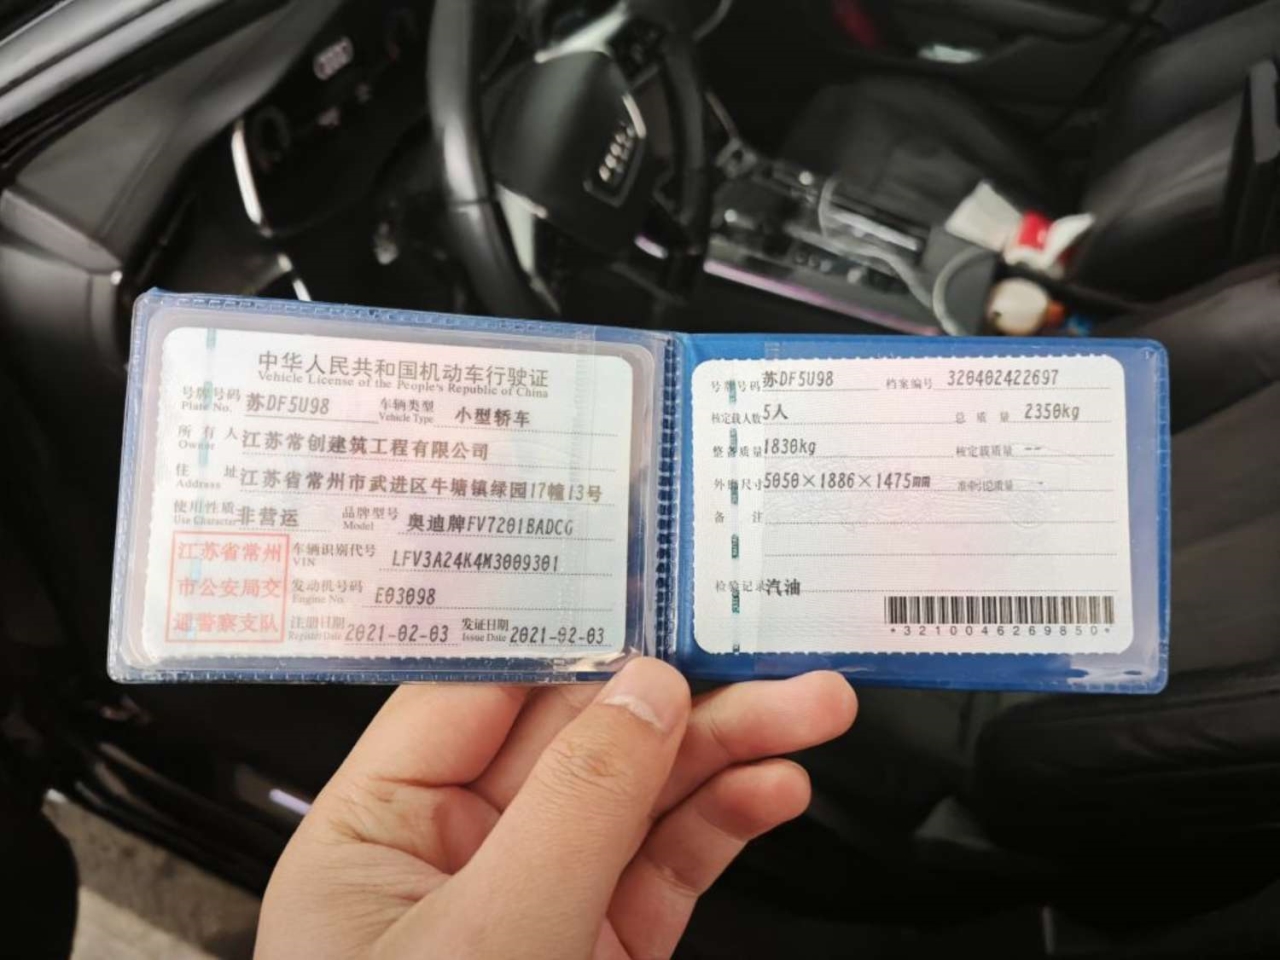 中华人民共和国机动车行驶证
Vehicle License of the People's Republic of China
号牌号码 苏DF5U98 车辆类型 小型轿车
Plate No. Vehicle Type
所有人 江苏常创建筑工程有限公司
Owner
住址 江苏省常州市武进区牛塘镇绿园17幢13号
Address
使用性质 非营运 品牌型号 奥迪牌FV7201BADCG
Use Character Model
江苏省常州
市公安局交
通警察支队
车辆识别代号 LFV3A24K4M3009301
VIN
发动机号码 E03098
Engine No.
注册日期 2021-02-03 发证日期 2021-02-03
Register Date Issue Date
号牌号码 苏DF5U98 档案编号 320402422697
核定载人数 5人 总质量 2350kg
整备质量 1830kg 核定载质量 --
外廓尺寸 5050×1886×1475mm 准牵引总质量 -
备注
检验记录 汽油
*3210046269850*